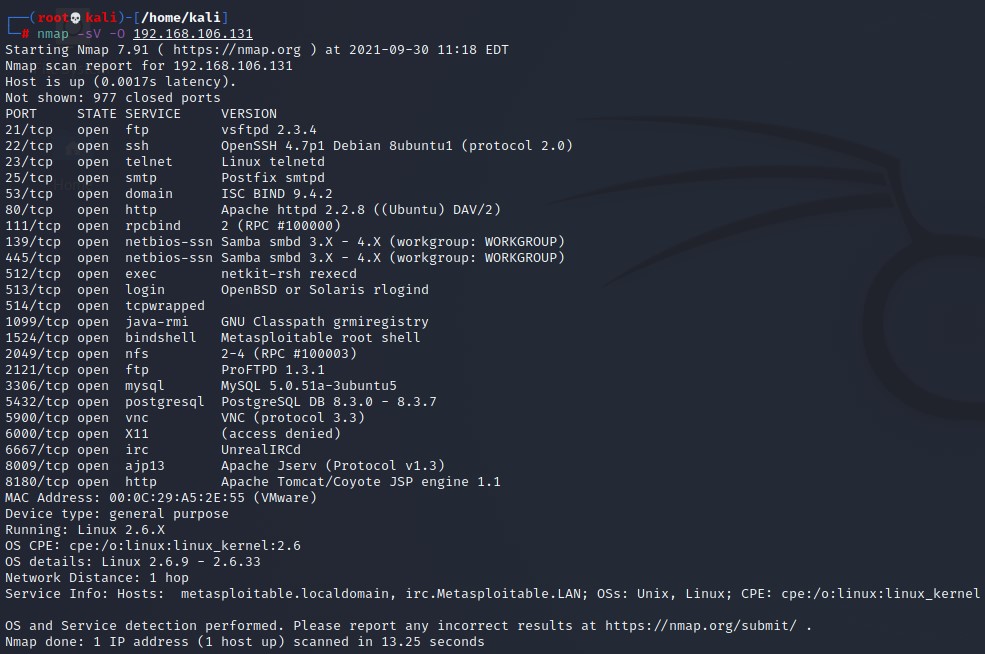 ┌──(root💀kali)-[/home/kali]
└─# nmap -sV -O 192.168.106.131
Starting Nmap 7.91 ( https://nmap.org ) at 2021-09-30 11:18 EDT
Nmap scan report for 192.168.106.131
Host is up (0.0017s latency).
Not shown: 977 closed ports
PORT     STATE SERVICE     VERSION
21/tcp   open  ftp         vsftpd 2.3.4
22/tcp   open  ssh         OpenSSH 4.7p1 Debian 8ubuntu1 (protocol 2.0)
23/tcp   open  telnet      Linux telnetd
25/tcp   open  smtp        Postfix smtpd
53/tcp   open  domain      ISC BIND 9.4.2
80/tcp   open  http        Apache httpd 2.2.8 ((Ubuntu) DAV/2)
111/tcp  open  rpcbind     2 (RPC #100000)
139/tcp  open  netbios-ssn Samba smbd 3.X - 4.X (workgroup: WORKGROUP)
445/tcp  open  netbios-ssn Samba smbd 3.X - 4.X (workgroup: WORKGROUP)
512/tcp  open  exec        netkit-rsh rexecd
513/tcp  open  login       OpenBSD or Solaris rlogind
514/tcp  open  tcpwrapped
1099/tcp open  java-rmi    GNU Classpath grmiregistry
1524/tcp open  bindshell   Metasploitable root shell
2049/tcp open  nfs         2-4 (RPC #100003)
2121/tcp open  ftp         ProFTPD 1.3.1
3306/tcp open  mysql       MySQL 5.0.51a-3ubuntu5
5432/tcp open  postgresql  PostgreSQL DB 8.3.0 - 8.3.7
5900/tcp open  vnc         VNC (protocol 3.3)
6000/tcp open  X11         (access denied)
6667/tcp open  irc         UnrealIRCd
8009/tcp open  ajp13       Apache Jserv (Protocol v1.3)
8180/tcp open  http        Apache Tomcat/Coyote JSP engine 1.1
MAC Address: 00:0C:29:A5:2E:55 (VMware)
Device type: general purpose
Running: Linux 2.6.X
OS CPE: cpe:/o:linux:linux_kernel:2.6
OS details: Linux 2.6.9 - 2.6.33
Network Distance: 1 hop
Service Info: Hosts:  metasploitable.localdomain, irc.Metasploitable.LAN; OSs: Unix, Linux; CPE: cpe:/o:linux:linux_kernel
OS and Service detection performed. Please report any incorrect results at https://nmap.org/submit/ .
Nmap done: 1 IP address (1 host up) scanned in 13.25 seconds